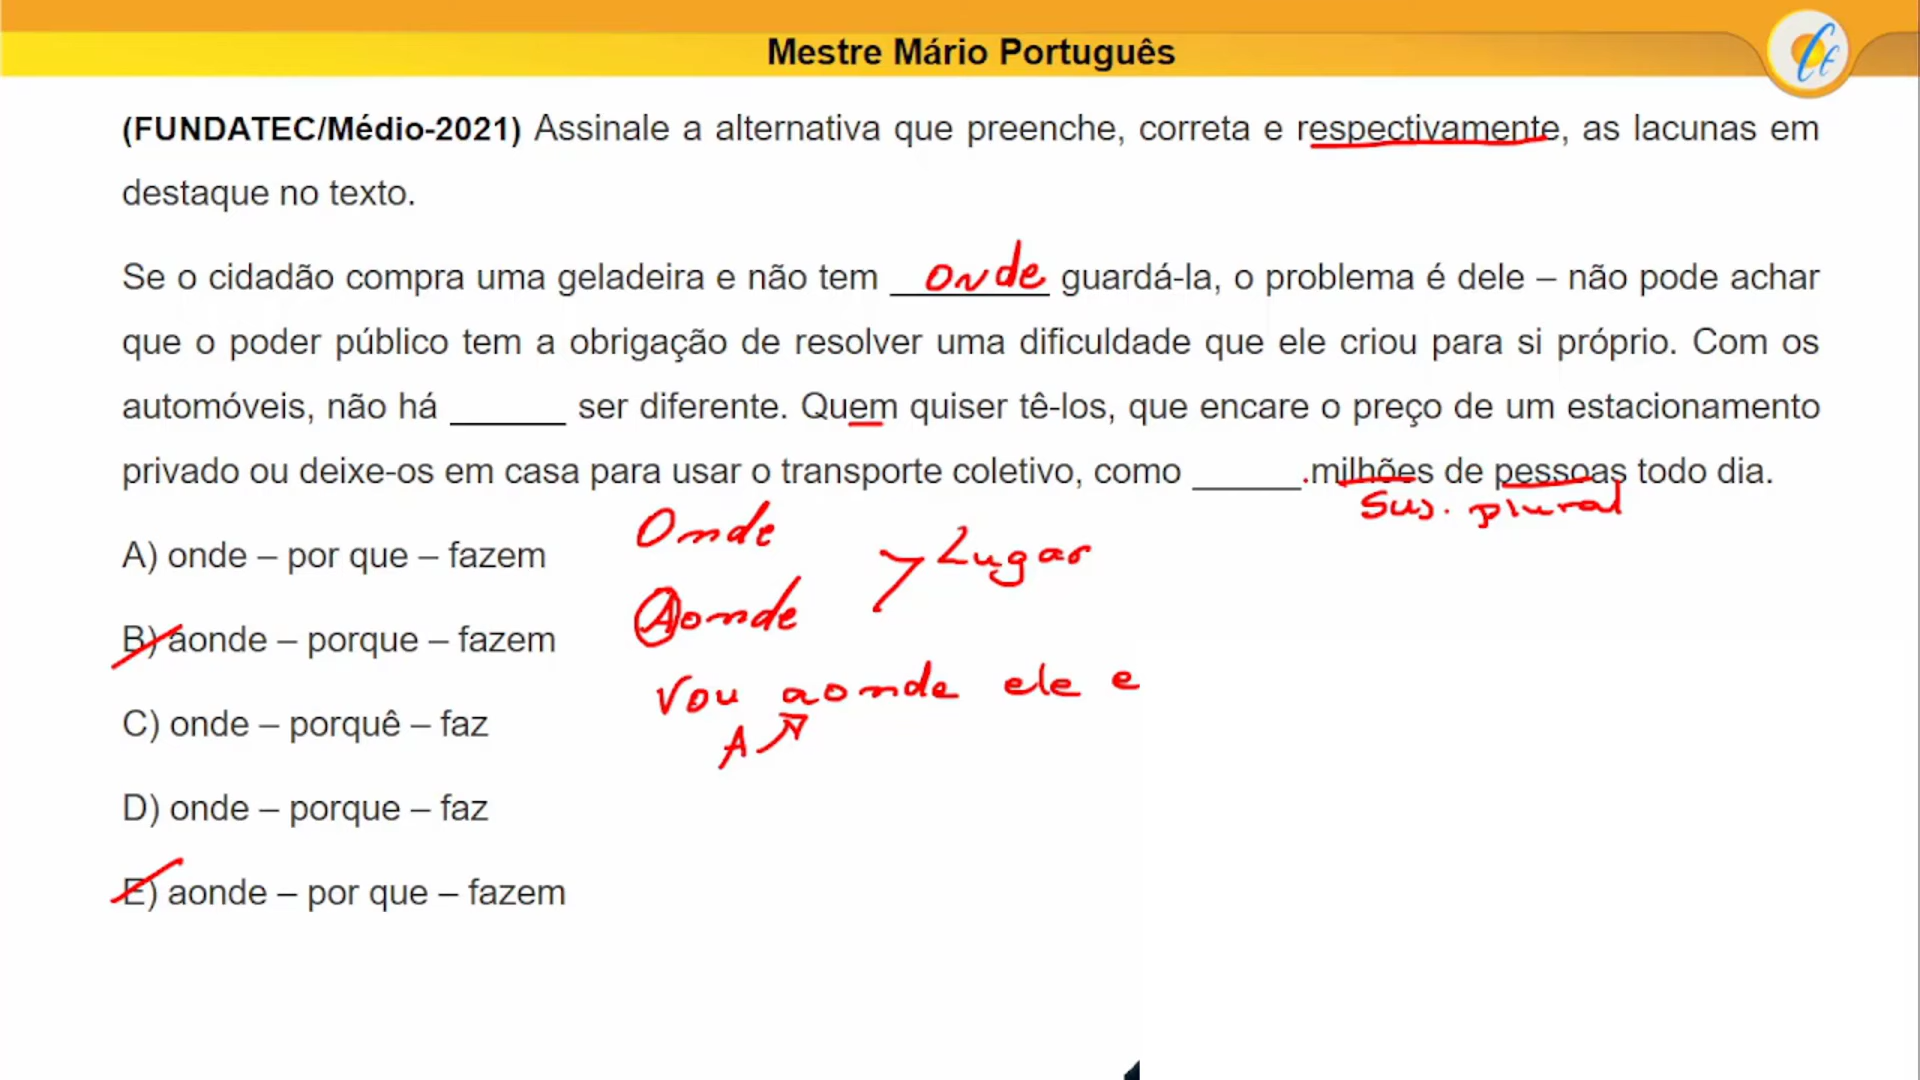 Mestre Mário Português
(FUNDATEC/Médio-2021) Assinale a alternativa que preenche, correta e respectivamente, as lacunas em
destaque no texto.
Se o cidadão compra uma geladeira e não tem onde guardá-la, o problema é dele – não pode achar
que o poder público tem a obrigação de resolver uma dificuldade que ele criou para si próprio. Com os
automóveis, não há ______ ser diferente. Quem quiser tê-los, que encare o preço de um estacionamento
privado ou deixe-os em casa para usar o transporte coletivo, como ______ milhões de pessoas todo dia.
Sus. plural
A) onde – por que – fazem
Onde
Lugar
Aonde
B) aonde – porque – fazem
Vou aonde ele e
A
C) onde – porquê – faz
D) onde – porque – faz
E) aonde – por que – fazem